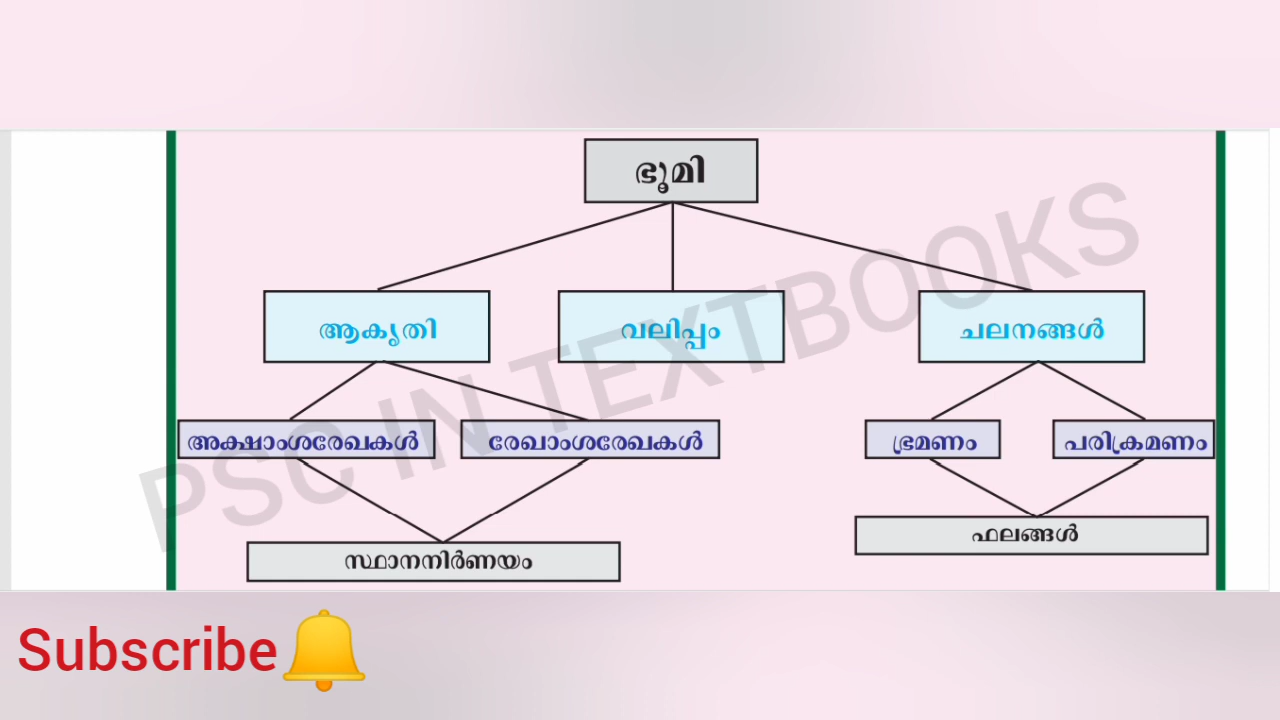 ഭൂമി
ആകൃതി
വലിപ്പം
ചലനങ്ങൾ
അക്ഷാംശരേഖകൾ
രേഖാംശരേഖകൾ
ഭ്രമണം
പരിക്രമണം
സ്ഥാനനിർണയം
ഫലങ്ങൾ
PSC IN TEXTBOOKS
Subscribe